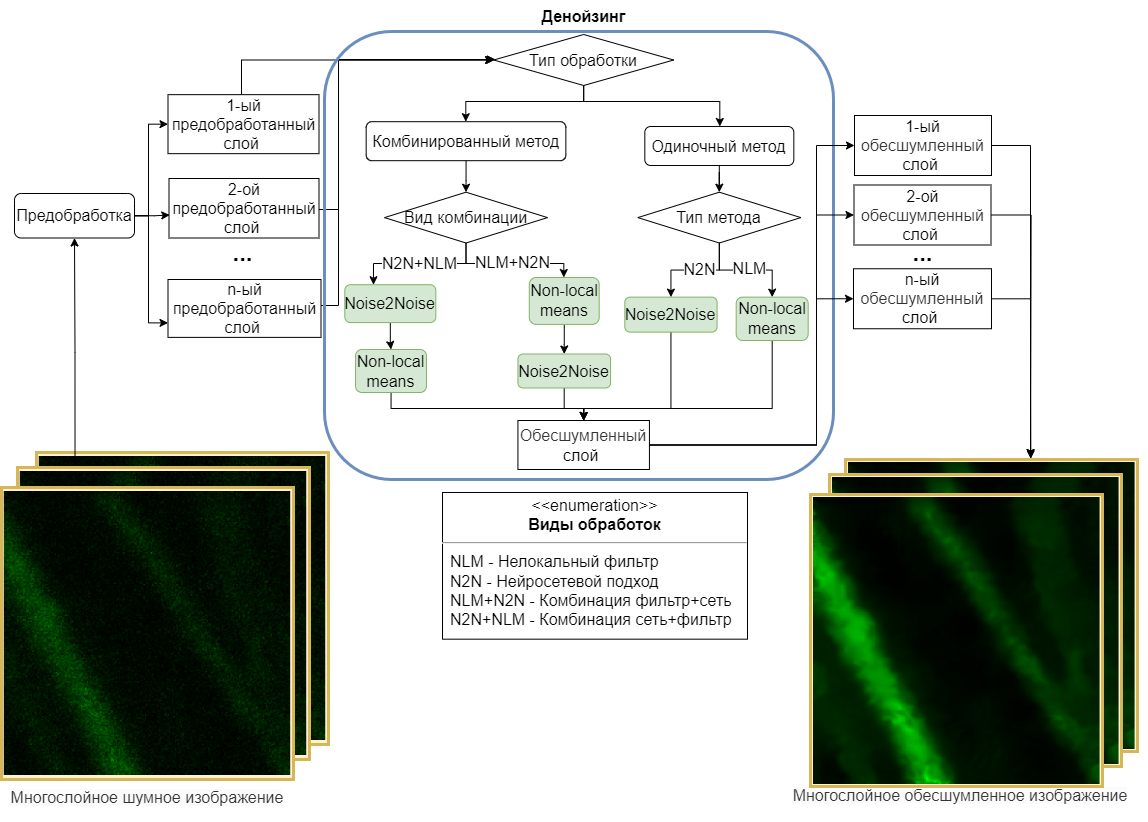 Денойзинг
Тип обработки
1-ый
предобработанный
слой
Комбинированный метод
Одиночный метод
1-ый
обесшумленный
слой
Предобработка
2-ой
предобработанный
слой
Вид комбинации
Тип метода
2-ой
обесшумленный
слой
...
...
N2N+NLM
NLM+N2N
N2N
NLM
n-ый
предобработанный
слой
Noise2Noise
Non-local
means
Noise2Noise
Non-local
means
n-ый
обесшумленный
слой
Non-local
means
Noise2Noise
Обесшумленный
слой
<<enumeration>>
Виды обработок
NLM - Нелокальный фильтр
N2N - Нейросетевой подход
NLM+N2N - Комбинация фильтр+сеть
N2N+NLM - Комбинация сеть+фильтр
Многослойное шумное изображение
Многослойное обесшумленное изображение